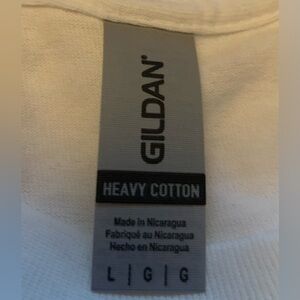 GILDAN
HEAVY COTTON
Made in Nicaragua
Fabriqué au Nicaragua
Hecho en Nicaragua
L | G | G